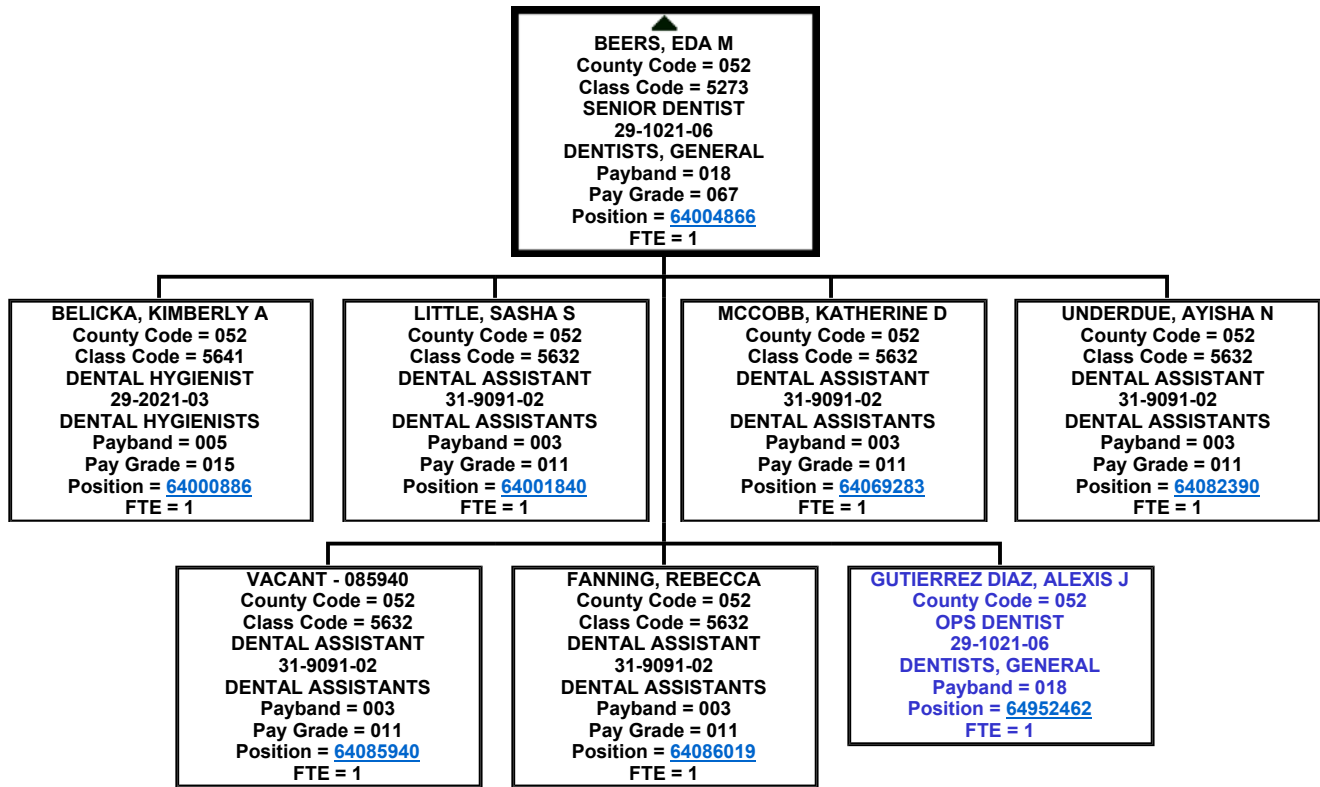 BEERS, EDA M
County Code = 052
Class Code = 5273
SENIOR DENTIST
29-1021-06
DENTISTS, GENERAL
Payband = 018
Pay Grade = 067
Position = 64004866
FTE = 1
BELICKA, KIMBERLY A
County Code = 052
Class Code = 5641
DENTAL HYGIENIST
29-2021-03
DENTAL HYGIENISTS
Payband = 005
Pay Grade = 015
Position = 64000886
FTE = 1
LITTLE, SASHA S
County Code = 052
Class Code = 5632
DENTAL ASSISTANT
31-9091-02
DENTAL ASSISTANTS
Payband = 003
Pay Grade = 011
Position = 64001840
FTE = 1
MCCOBB, KATHERINE D
County Code = 052
Class Code = 5632
DENTAL ASSISTANT
31-9091-02
DENTAL ASSISTANTS
Payband = 003
Pay Grade = 011
Position = 64069283
FTE = 1
UNDERDUE, AYISHA N
County Code = 052
Class Code = 5632
DENTAL ASSISTANT
31-9091-02
DENTAL ASSISTANTS
Payband = 003
Pay Grade = 011
Position = 64082390
FTE = 1
VACANT - 085940
County Code = 052
Class Code = 5632
DENTAL ASSISTANT
31-9091-02
DENTAL ASSISTANTS
Payband = 003
Pay Grade = 011
Position = 64085940
FTE = 1
FANNING, REBECCA
County Code = 052
Class Code = 5632
DENTAL ASSISTANT
31-9091-02
DENTAL ASSISTANTS
Payband = 003
Pay Grade = 011
Position = 64086019
FTE = 1
GUTIERREZ DIAZ, ALEXIS J
County Code = 052
OPS DENTIST
29-1021-06
DENTISTS, GENERAL
Payband = 018
Position = 64952462
FTE = 1